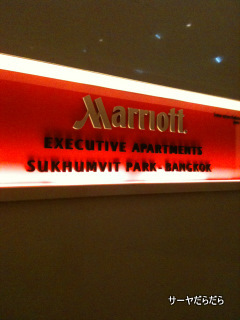 Marriott
EXECUTIVE APARTMENTS
SUKHUMVIT PARK - BANGKOK
サーヤだらだら